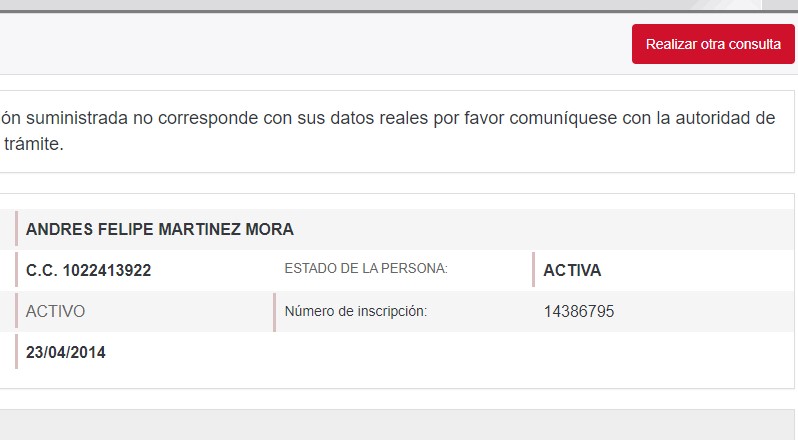 Realizar otra consulta
ón suministrada no corresponde con sus datos reales por favor comuníquese con la autoridad de
trámite.
ANDRES FELIPE MARTINEZ MORA
C.C. 1022413922 ESTADO DE LA PERSONA: ACTIVA
ACTIVO Número de inscripción: 14386795
23/04/2014